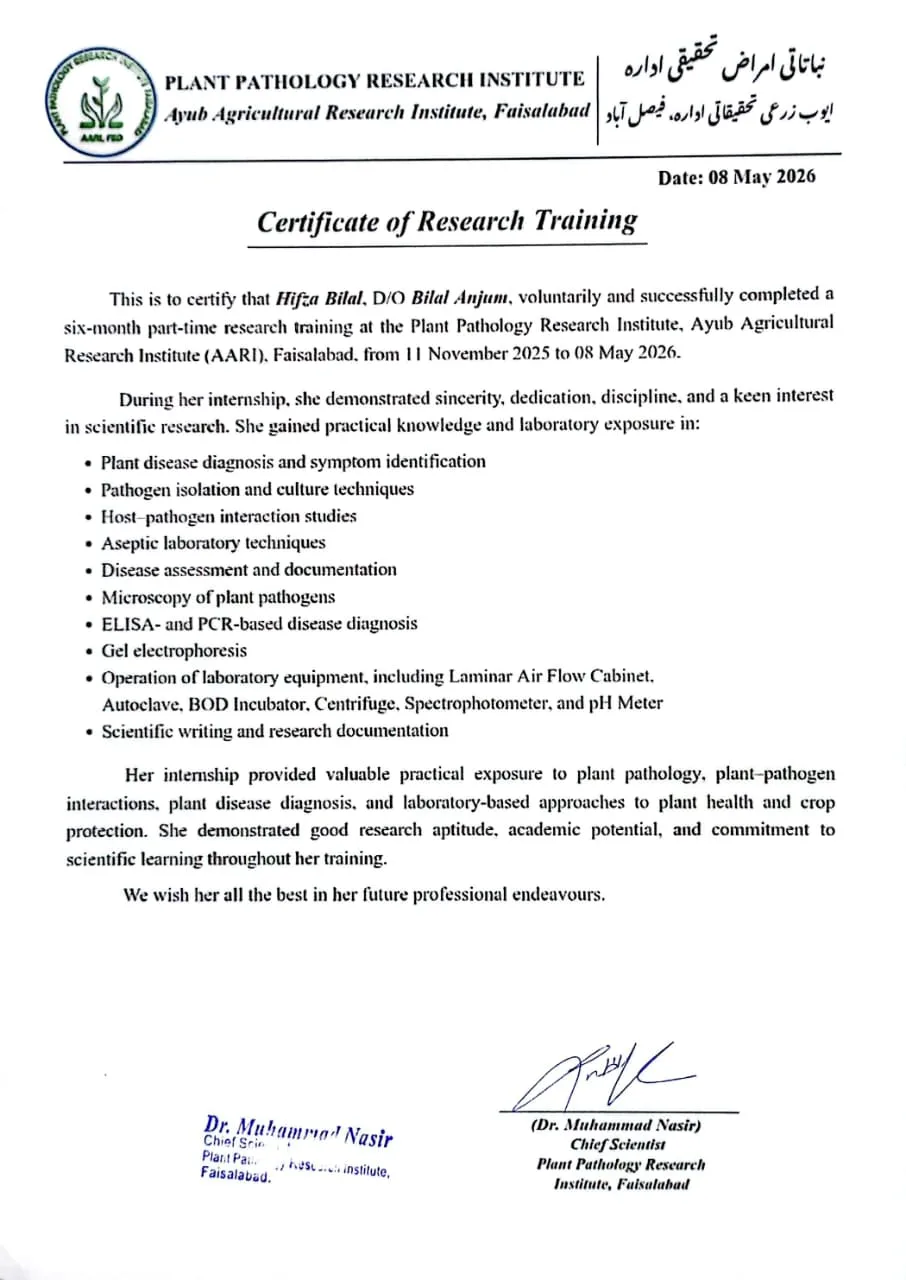 PLANT PATHOLOGY RESEARCH INSTITUTE
Ayub Agricultural Research Institute, Faisalabad
نباتاتی امراض تحقیقی ادارہ
ایوب زرعی تحقیقاتی ادارہ، فیصل آباد
PLANT PATHOLOGY RESEARCH INSTITUTE FAISALABAD
AARI, FSD
Date: 08 May 2026
Certificate of Research Training
This is to certify that Hifza Bilal, D/O Bilal Anjum, voluntarily and successfully completed a
six-month part-time research training at the Plant Pathology Research Institute, Ayub Agricultural
Research Institute (AARI), Faisalabad, from 11 November 2025 to 08 May 2026.
During her internship, she demonstrated sincerity, dedication, discipline, and a keen interest
in scientific research. She gained practical knowledge and laboratory exposure in:
• Plant disease diagnosis and symptom identification
• Pathogen isolation and culture techniques
• Host–pathogen interaction studies
• Aseptic laboratory techniques
• Disease assessment and documentation
• Microscopy of plant pathogens
• ELISA- and PCR-based disease diagnosis
• Gel electrophoresis
• Operation of laboratory equipment, including Laminar Air Flow Cabinet,
Autoclave, BOD Incubator, Centrifuge, Spectrophotometer, and pH Meter
• Scientific writing and research documentation
Her internship provided valuable practical exposure to plant pathology, plant–pathogen
interactions, plant disease diagnosis, and laboratory-based approaches to plant health and crop
protection. She demonstrated good research aptitude, academic potential, and commitment to
scientific learning throughout her training.
We wish her all the best in her future professional endeavours.
Dr. Muhammad Nasir
Chief
Plant Institute,
Faisalabad.
(Dr. Muhammad Nasir)
Chief Scientist
Plant Pathology Research
Institute, Faisalabad